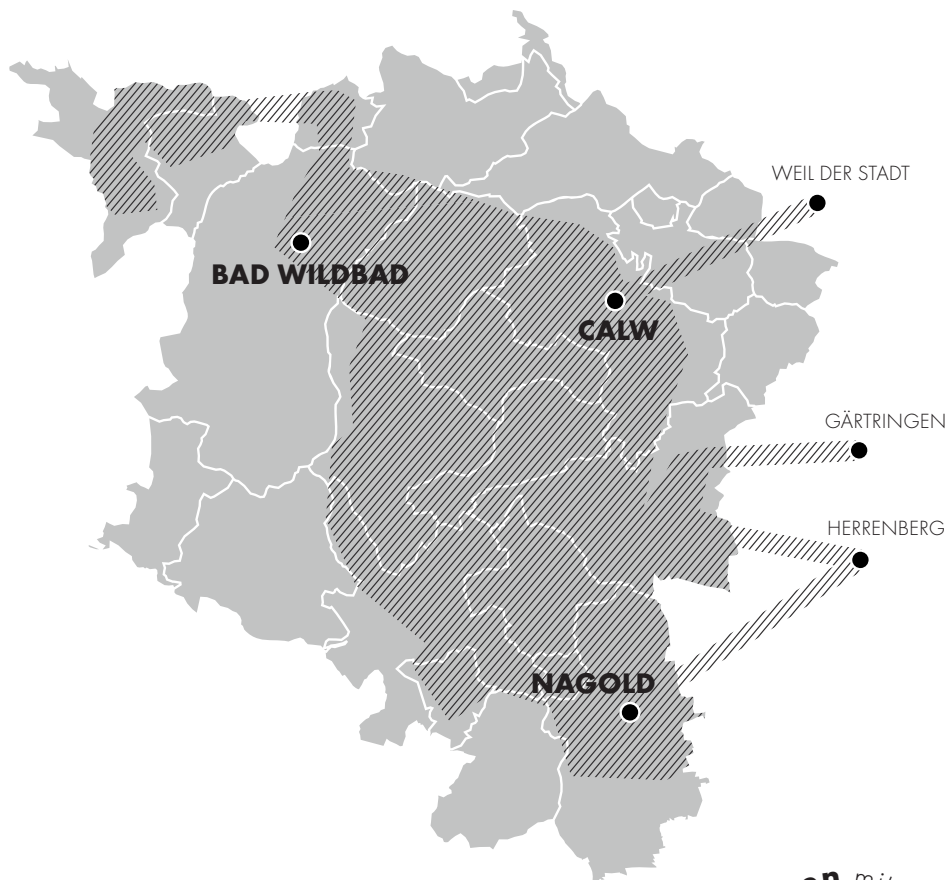 WEIL DER STADT
BAD WILDBAD
CALW
GÄRTRINGEN
HERRENBERG
NAGOLD